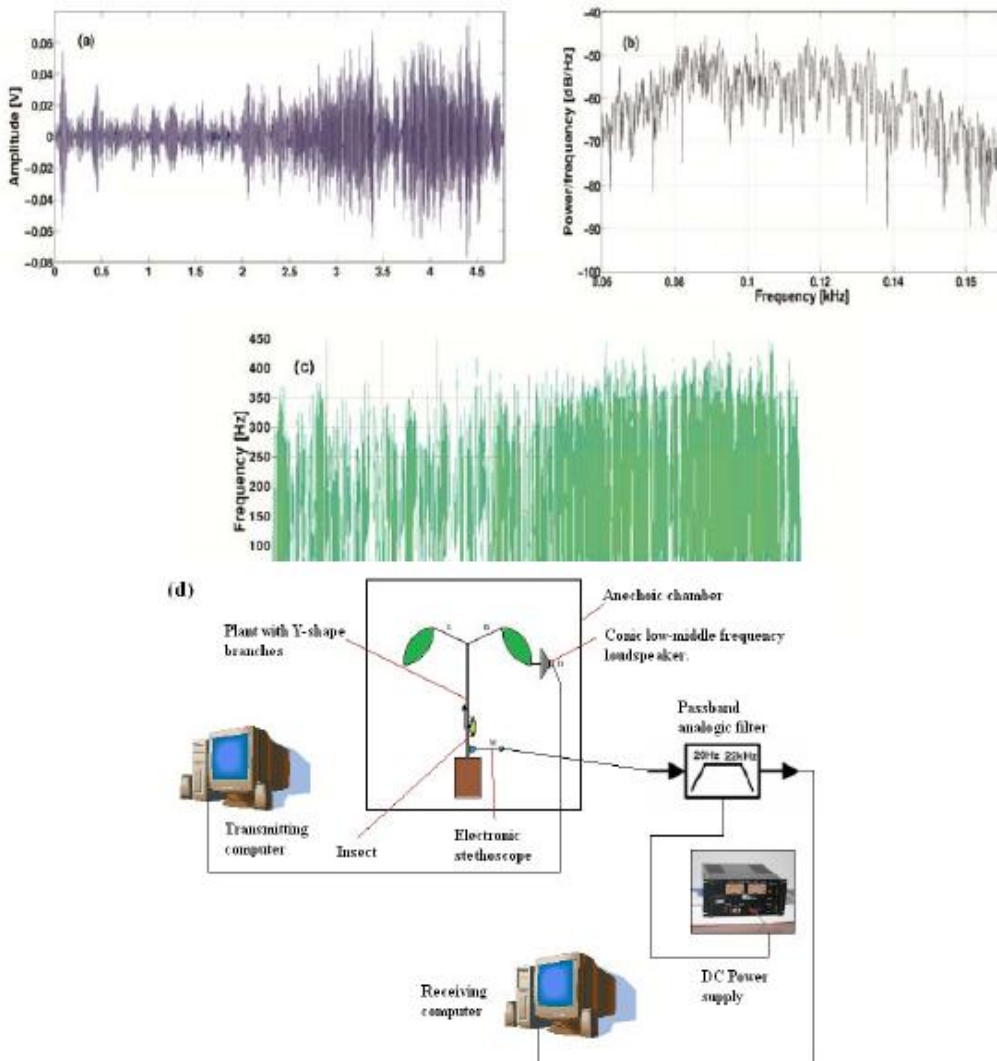 (a)
Amplitude [V]
0.06
0.04
0.02
0
-0.02
-0.04
-0.06
-0.08
0 0.5 1 1.5 2 2.5 3 3.5 4 4.5
(b)
Power/frequency [dB/Hz]
-40
-50
-60
-70
-80
-90
-100
0.06 0.08 0.1 0.12 0.14 0.15
Frequency [kHz]
(c)
Frequency [Hz]
450
400
350
300
250
200
150
100
(d)
Anechoic chamber
Plant with Y-shape
branches
Conic low-middle frequency
loudspeaker.
Passband
analogic filter
20Hz 22kHz
Transmitting
computer
Insect
Electronic
stethoscope
Receiving
computer
DC Power
supply